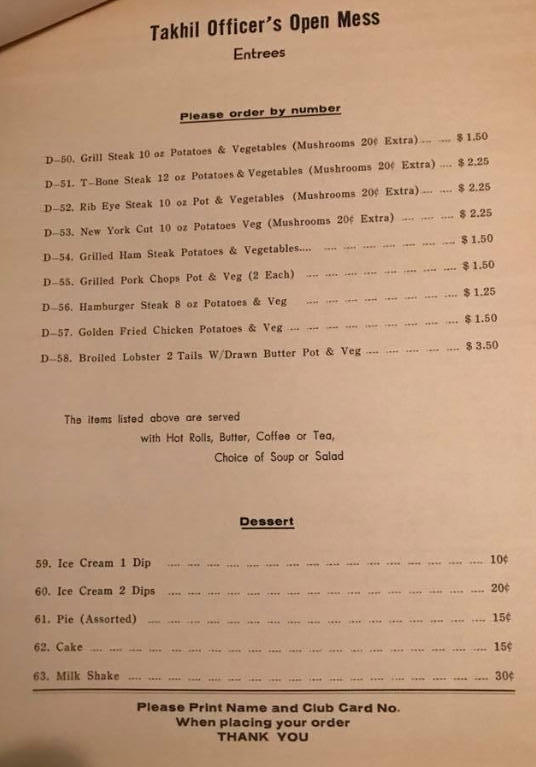 Takhil Officer's Open Mess
Entrees
Please order by number
D-50. Grill Steak 10 oz Potatoes & Vegetables (Mushrooms 20¢ Extra) .... .... $ 1.50
D-51. T-Bone Steak 12 oz Potatoes & Vegetables (Mushrooms 20¢ Extra) .... $ 2.25
D-52. Rib Eye Steak 10 oz Pot & Vegetables (Mushrooms 20¢ Extra) .... .... $ 2.25
D-53. New York Cut 10 oz Potatoes Veg (Mushrooms 20¢ Extra) .... .... .... $ 2.25
D-54. Grilled Ham Steak Potatoes & Vegetables.... .... .... .... .... .... .... $ 1.50
D-55. Grilled Pork Chops Pot & Veg (2 Each) .... .... .... .... .... .... .... $ 1.50
D-56. Hamburger Steak 8 oz Potatoes & Veg .... .... .... .... .... .... .... $ 1.25
D-57. Golden Fried Chicken Potatoes & Veg .... .... .... .... .... .... .... $ 1.50
D-58. Broiled Lobster 2 Tails W/Drawn Butter Pot & Veg .... .... .... .... .... $ 3.50
The items listed above are served
with Hot Rolls, Butter, Coffee or Tea,
Choice of Soup or Salad
Dessert
59. Ice Cream 1 Dip .... .... .... .... .... .... .... .... .... .... .... .... .... .... .... 10¢
60. Ice Cream 2 Dips .... .... .... .... .... .... .... .... .... .... .... .... .... .... .... 20¢
61. Pie (Assorted) .... .... .... .... .... .... .... .... .... .... .... .... .... .... .... .... 15¢
62. Cake .... .... .... .... .... .... .... .... .... .... .... .... .... .... .... .... .... .... .... 15¢
63. Milk Shake .... .... .... .... .... .... .... .... .... .... .... .... .... .... .... .... .... 30¢
Please Print Name and Club Card No.
When placing your order
THANK YOU